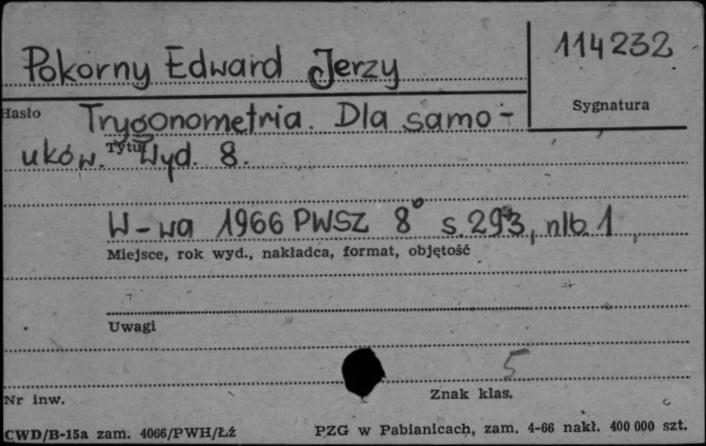 114232
Pokorny Edward Jerzy
Sygnatura
Hasło Trygonometria. Dla samo-
Tytuł
uków. Wyd. 8.
W-wa 1966 PWSZ 8° s. 293, nlb. 1
Miejsce, rok wyd., nakładca, format, objętość
Uwagi
5
Nr inw. Znak klas.
CWD/B-15a zam. 4066/PWH/Łź PZG w Pabianicach, zam. 4-66 nakł. 400 000 szt.